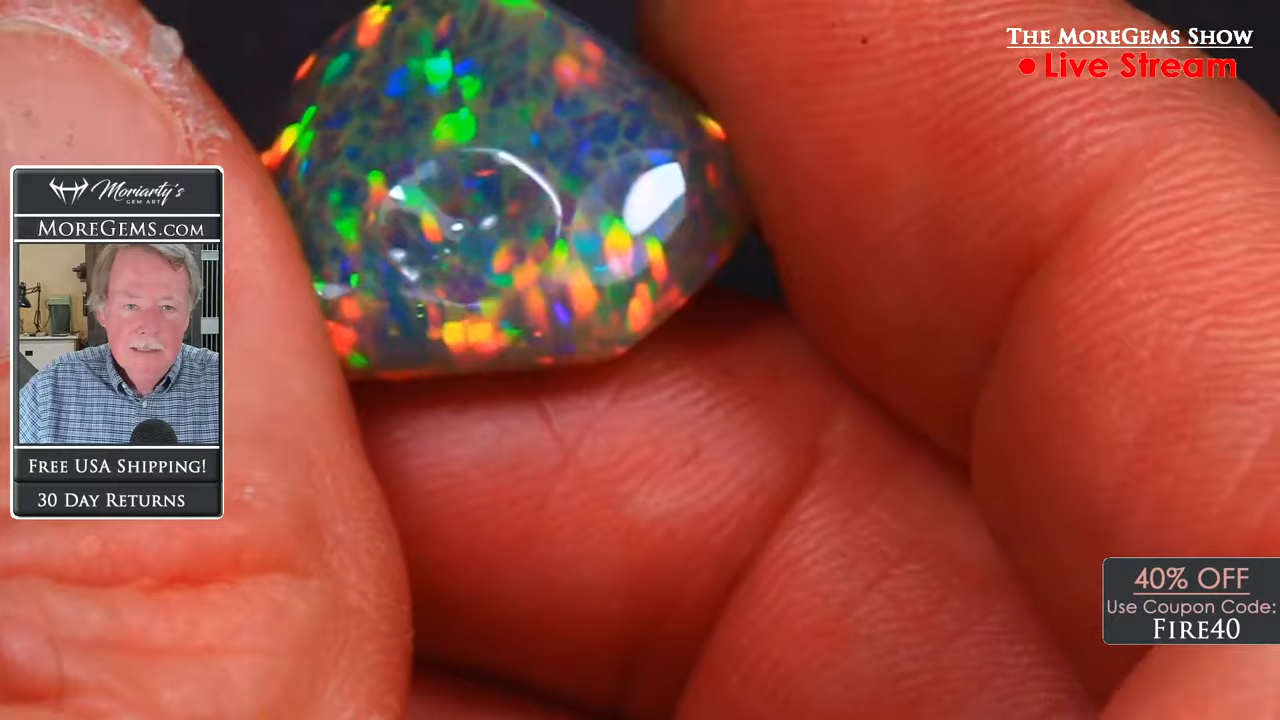 THE MOREGEMS SHOW
Live Stream
Moriarty's
GEM ART
MOREGEMS.COM
FREE USA SHIPPING!
30 DAY RETURNS
40% OFF
Use Coupon Code:
FIRE40